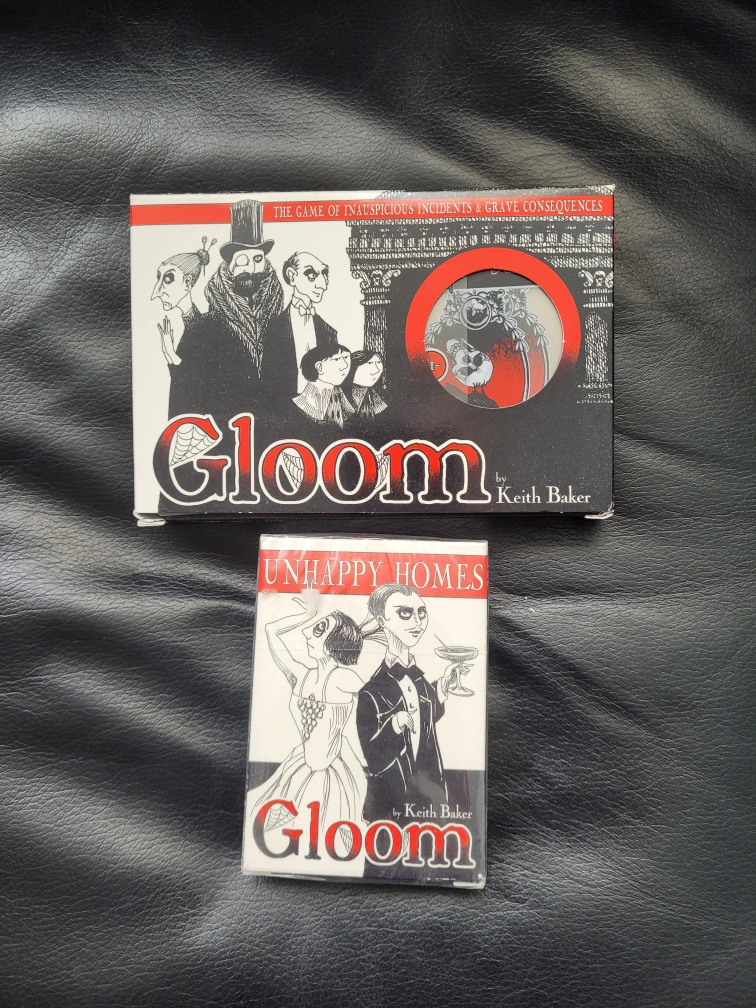 THE GAME OF INAUSPICIOUS INCIDENTS & GRAVE CONSEQUENCES
Gloom
by
Keith Baker
UNHAPPY HOMES
by Keith Baker
Gloom